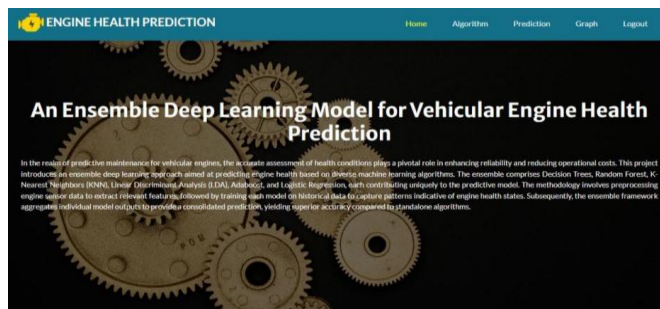 ENGINE HEALTH PREDICTION
Home Algorithm Prediction Graph Logout
An Ensemble Deep Learning Model for Vehicular Engine Health
Prediction
In the realm of predictive maintenance for vehicular engines, the accurate assessment of health conditions plays a pivotal role in enhancing reliability and reducing operational costs. This project
introduces an ensemble deep learning approach aimed at predicting engine health based on diverse machine learning algorithms. The ensemble comprises Decision Trees, Random Forest, K-
Nearest Neighbors (KNN), Linear Discriminant Analysis (LDA), Adaboost, and Logistic Regression, each contributing uniquely to the predictive model. The methodology involves preprocessing
engine sensor data to extract relevant features, followed by training each model on historical data to capture patterns indicative of engine health states. Subsequently, the ensemble framework
aggregates individual model outputs to provide a consolidated prediction, yielding superior accuracy compared to standalone algorithms.